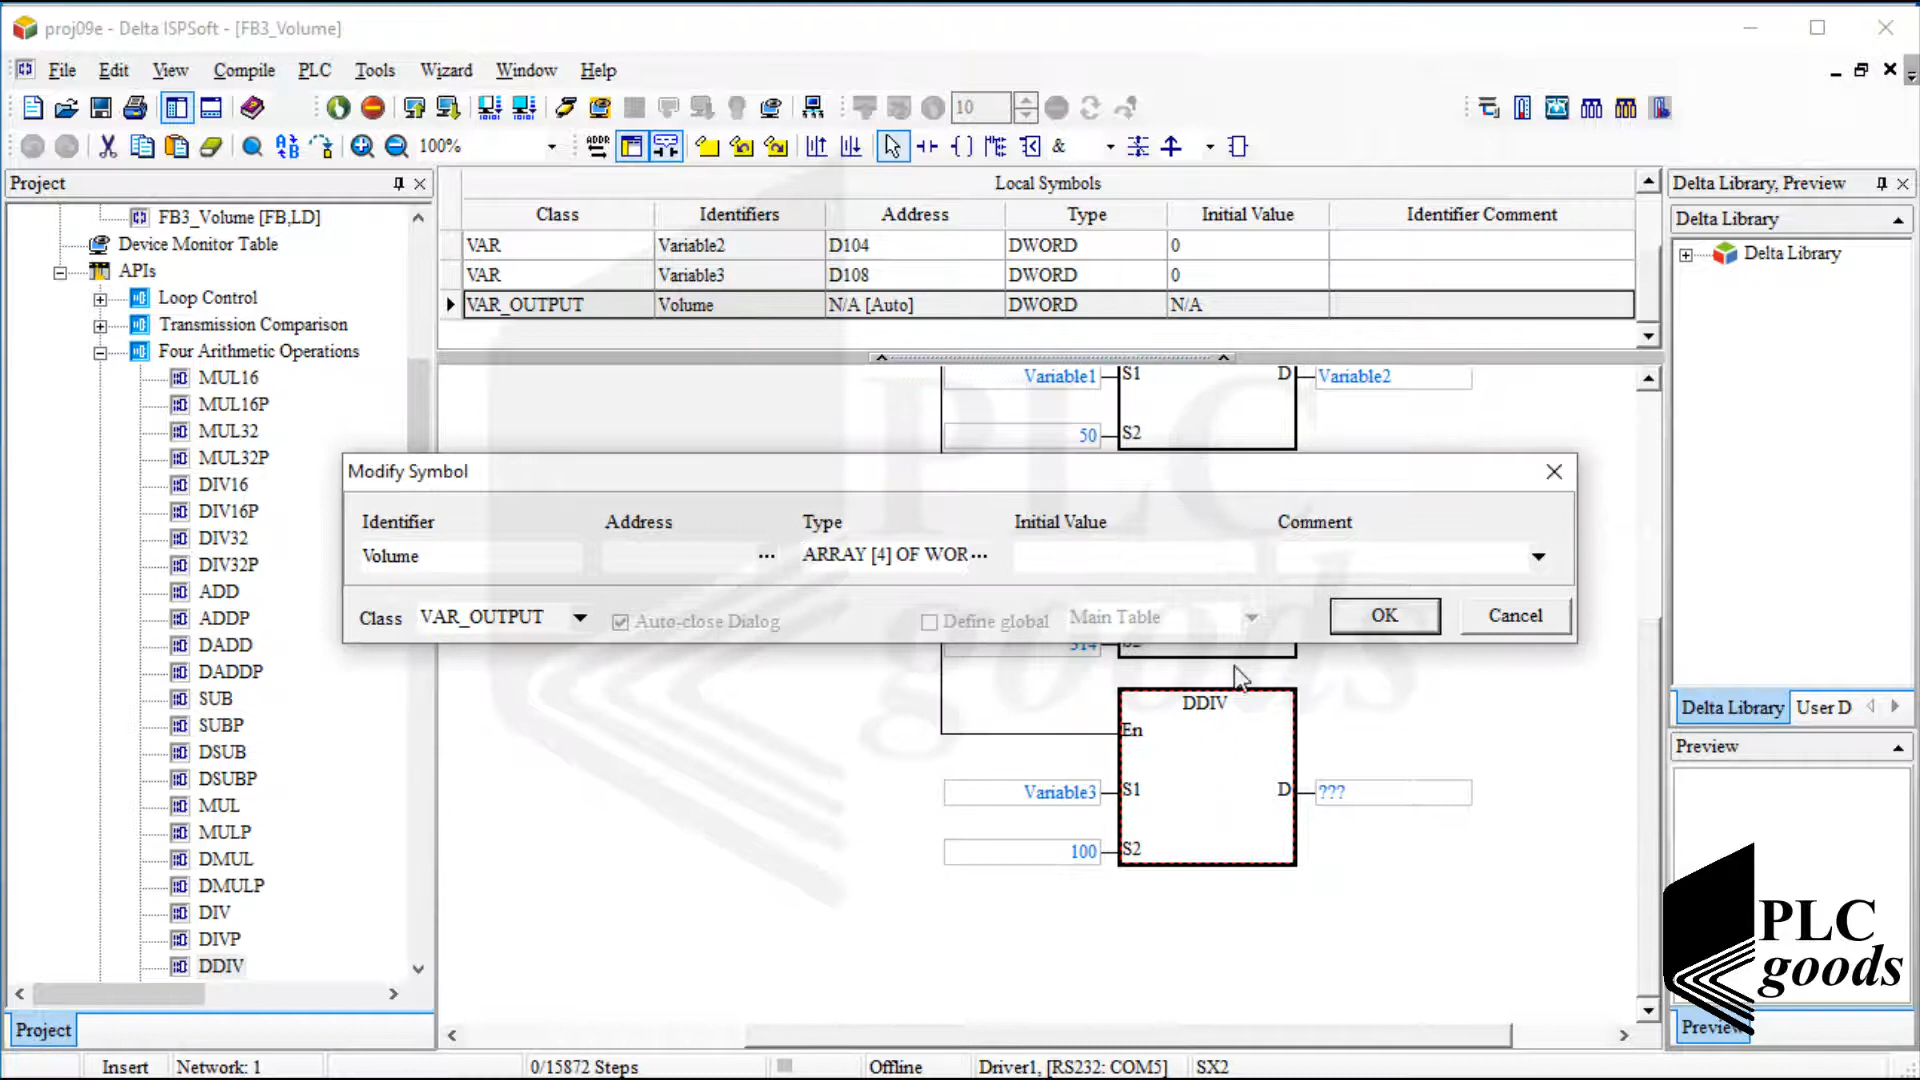 proj09e - Delta ISPSoft - [FB3_Volume]
File Edit View Compile PLC Tools Wizard Window Help
10
100% ADDR &
Project
FB3_Volume [FB,LD]
Device Monitor Table
APIs
Loop Control
Transmission Comparison
Four Arithmetic Operations
MUL16
MUL16P
MUL32
MUL32P
DIV16
DIV16P
DIV32
DIV32P
ADD
ADDP
DADD
DADDP
SUB
SUBP
DSUB
DSUBP
MUL
MULP
DMUL
DMULP
DIV
DIVP
DDIV
Project
Local Symbols
Class Identifiers Address Type Initial Value Identifier Comment
VAR Variable2 D104 DWORD 0
VAR Variable3 D108 DWORD 0
VAR_OUTPUT Volume N/A [Auto] DWORD N/A
Variable1 S1 D Variable2
50 S2
Modify Symbol
Identifier Address Type Initial Value Comment
Volume ... ARRAY [4] OF WOR ...
Class VAR_OUTPUT Auto-close Dialog Define global Main Table OK Cancel
314 S2
DDIV
En
Variable3 S1 D ???
100 S2
Delta Library, Preview
Delta Library
Delta Library
Delta Library User D
Preview
Preview
PLC
goods
PLC
goods
Insert Network: 1 0/15872 Steps Offline Driver1, [RS232: COM5] SX2